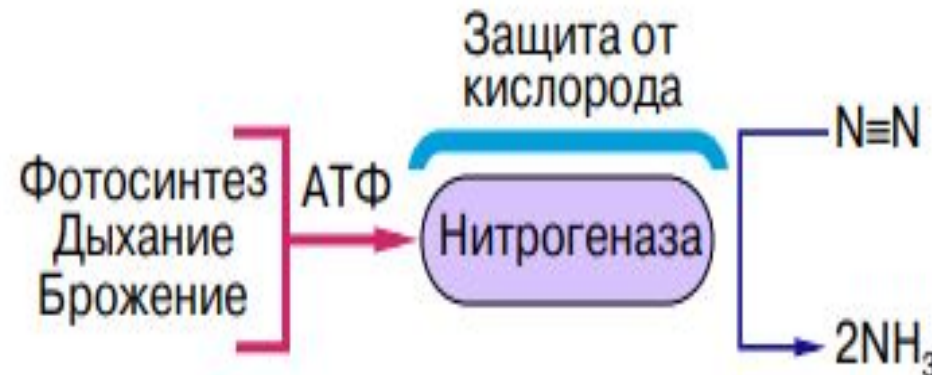 Защита от
кислорода
N≡N
Фотосинтез
АТФ
Дыхание
Нитрогеназа
Брожение
2NH₃